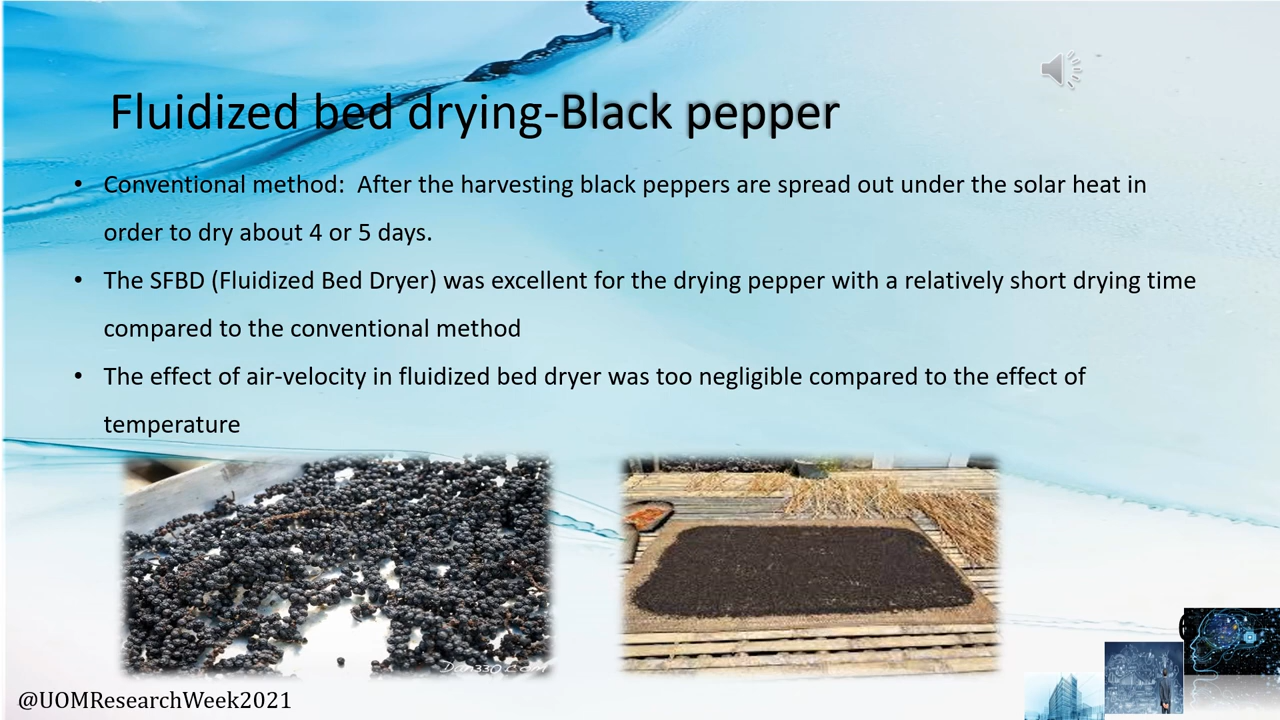 Fluidized bed drying-Black pepper
• Conventional method:  After the harvesting black peppers are spread out under the solar heat in
order to dry about 4 or 5 days.
• The SFBD (Fluidized Bed Dryer) was excellent for the drying pepper with a relatively short drying time
compared to the conventional method
• The effect of air-velocity in fluidized bed dryer was too negligible compared to the effect of
temperature
@UOMResearchWeek2021